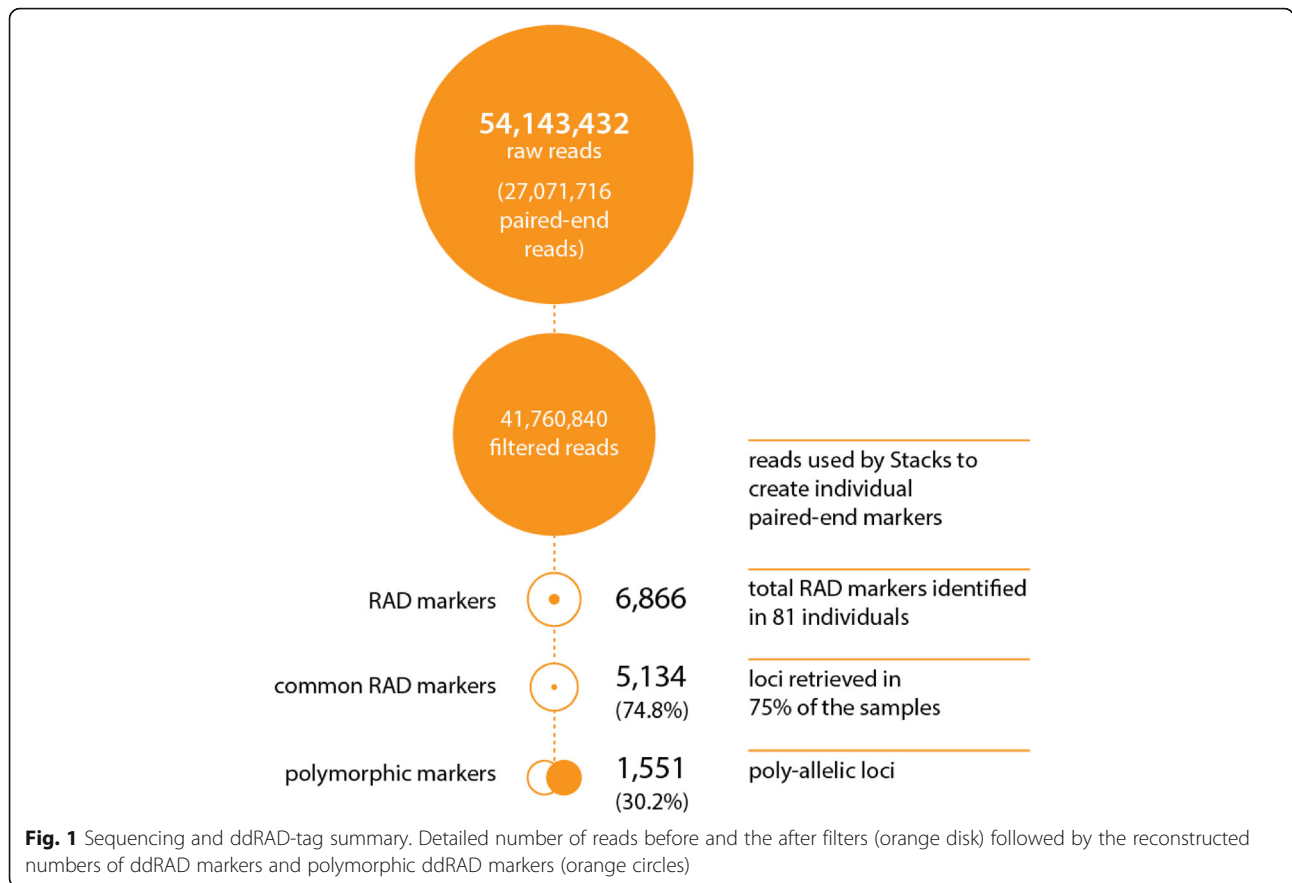 54,143,432
raw reads
(27,071,716
paired-end
reads)
41,760,840
filtered reads
reads used by Stacks to
create individual
paired-end markers
RAD markers
6,866
total RAD markers identified
in 81 individuals
common RAD markers
5,134
(74.8%)
loci retrieved in
75% of the samples
polymorphic markers
1,551
(30.2%)
poly-allelic loci
Fig. 1 Sequencing and ddRAD-tag summary. Detailed number of reads before and the after filters (orange disk) followed by the reconstructed
numbers of ddRAD markers and polymorphic ddRAD markers (orange circles)